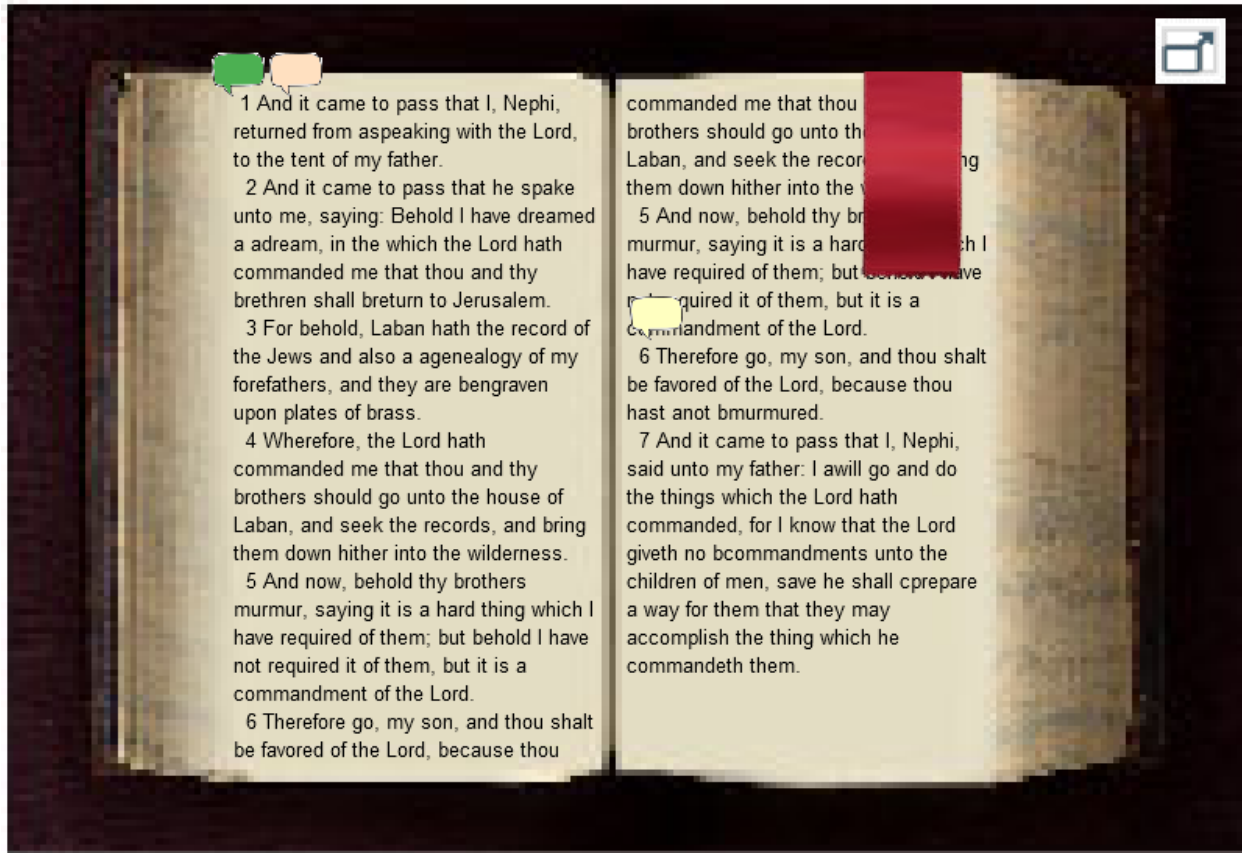 1 And it came to pass that I, Nephi,
returned from aspeaking with the Lord,
to the tent of my father.
2 And it came to pass that he spake
unto me, saying: Behold I have dreamed
a adream, in the which the Lord hath
commanded me that thou and thy
brethren shall breturn to Jerusalem.
3 For behold, Laban hath the record of
the Jews and also a agenealogy of my
forefathers, and they are bengraven
upon plates of brass.
4 Wherefore, the Lord hath
commanded me that thou and thy
brothers should go unto the house of
Laban, and seek the records, and bring
them down hither into the wilderness.
5 And now, behold thy brothers
murmur, saying it is a hard thing which I
have required of them; but behold I have
not required it of them, but it is a
commandment of the Lord.
6 Therefore go, my son, and thou shalt
be favored of the Lord, because thou
commanded me that thou
brothers should go unto
Laban, and seek the
them down hither into the
5 And now, behold thy
murmur, saying it is a I
have required of them; but
it of them, but it is a
of the Lord.
6 Therefore go, my son, and thou shalt
be favored of the Lord, because thou
hast anot bmurmured.
7 And it came to pass that I, Nephi,
said unto my father: I awill go and do
the things which the Lord hath
commanded, for I know that the Lord
giveth no bcommandments unto the
children of men, save he shall cprepare
a way for them that they may
accomplish the thing which he
commandeth them.